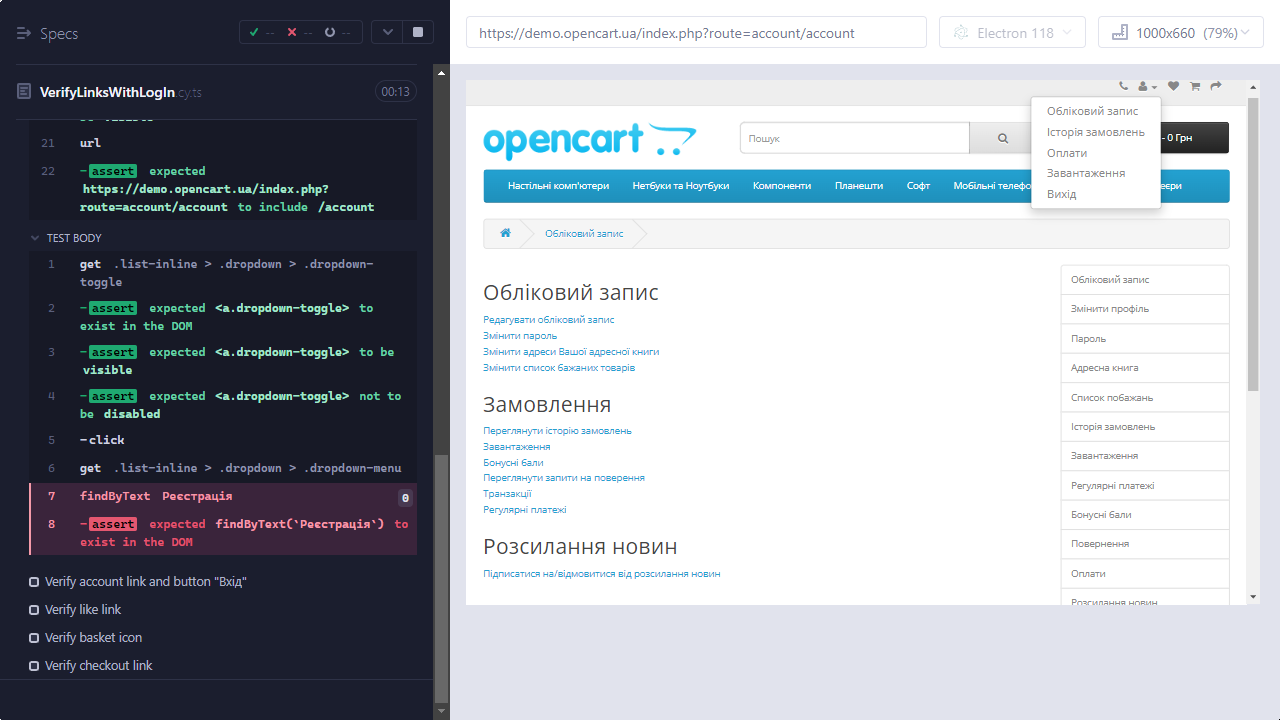 Specs
--
--
--
VerifyLinksWithLogIn.cy.ts
00:13
21 url
22 -assert expected
https://demo.opencart.ua/index.php?
route=account/account to include /account
TEST BODY
1 get .list-inline > .dropdown > .dropdown-
toggle
2 -assert expected <a.dropdown-toggle> to
exist in the DOM
3 -assert expected <a.dropdown-toggle> to be
visible
4 -assert expected <a.dropdown-toggle> not to
be disabled
5 -click
6 get .list-inline > .dropdown > .dropdown-menu
7 findByText Реєстрація 0
8 -assert expected findByText(`Реєстрація`) to
exist in the DOM
Verify account link and button "Вхід"
Verify like link
Verify basket icon
Verify checkout link
https://demo.opencart.ua/index.php?route=account/account
Electron 118
1000x660 (79%)
opencart
Пошук
- 0 Грн
Обліковий запис
Історія замовлень
Оплати
Завантаження
Вихід
Настільні комп'ютери
Нетбуки та Ноутбуки
Компоненти
Планешти
Софт
Мобільні телефо
Обліковий запис
Обліковий запис
Редагувати обліковий запис
Змінити пароль
Змінити адреси Вашої адресної книги
Змінити список бажаних товарів
Замовлення
Переглянути історію замовлень
Завантаження
Бонусні бали
Переглянути запити на поверення
Транзакції
Регулярні платежі
Розсилання новин
Підписатися на/відмовитися від розсилання новин
Обліковий запис
Змінити профіль
Пароль
Адресна книга
Список побажань
Історія замовлень
Завантаження
Регулярні платежі
Бонусні бали
Повернення
Оплати
Розсилання новин